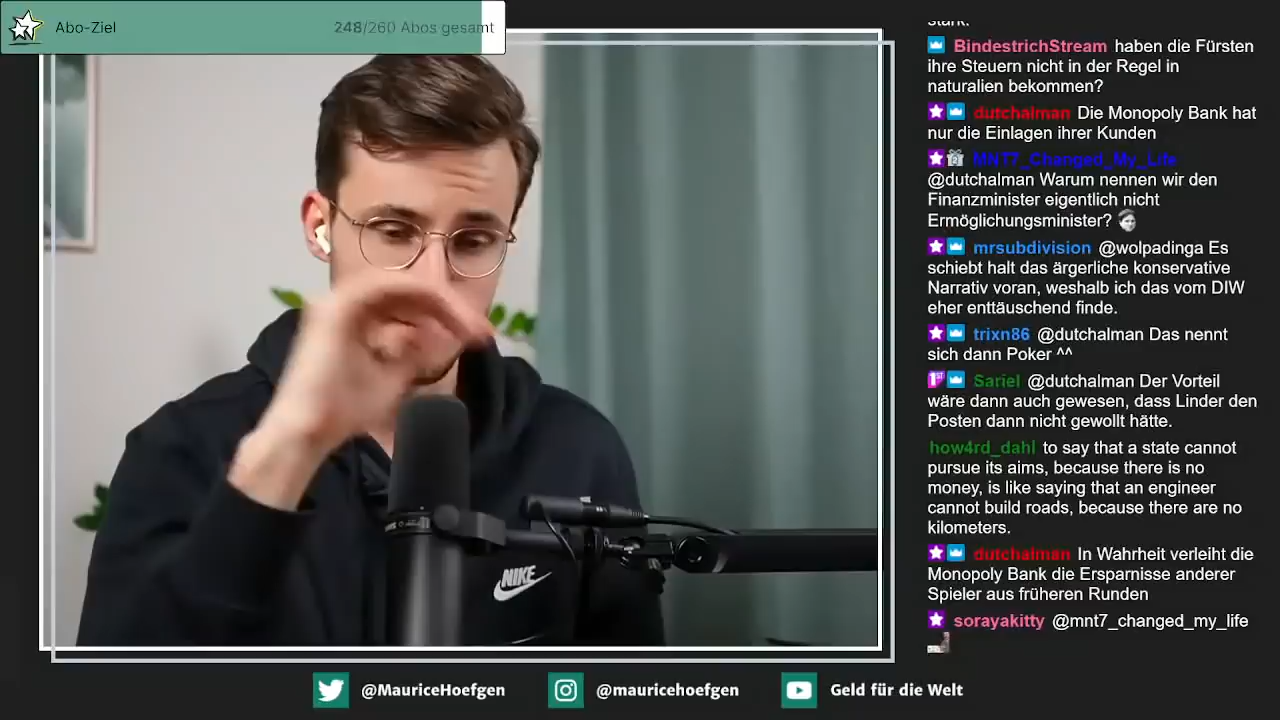 Abo-Ziel
248/260 Abos gesamt
stark.
BindestrichStream haben die Fürsten
ihre Steuern nicht in der Regel in
naturalien bekommen?
dutchalman Die Monopoly Bank hat
nur die Einlagen ihrer Kunden
MNT7_Changed_My_Life
@dutchalman Warum nennen wir den
Finanzminister eigentlich nicht
Ermöglichungsminister?
mrsubdivision @wolpadinga Es
schiebt halt das ärgerliche konservative
Narrativ voran, weshalb ich das vom DIW
eher enttäuschend finde.
trixn86 @dutchalman Das nennt
sich dann Poker ^^
1ST Sariel @dutchalman Der Vorteil
wäre dann auch gewesen, dass Linder den
Posten dann nicht gewollt hätte.
how4rd_dahl to say that a state cannot
pursue its aims, because there is no
money, is like saying that an engineer
cannot build roads, because there are no
kilometers.
dutchalman In Wahrheit verleiht die
Monopoly Bank die Ersparnisse anderer
Spieler aus früheren Runden
sorayakitty @mnt7_changed_my_life
NIKE
@MauriceHoefgen
@mauricehoefgen
Geld für die Welt